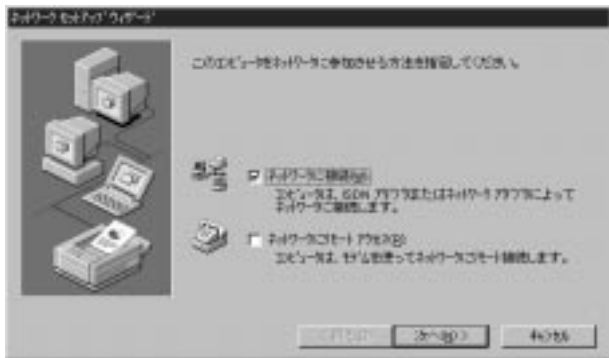 ネットワーク セットアップ ウィザード
このコンピュータをネットワークに参加させる方法を指定してください。
ネットワークに接続(W)
コンピュータは、ISDN アダプタまたはネットワーク アダプタによって
ネットワークに接続します。
ネットワークにリモート アクセス(R)
コンピュータは、モデムを使ってネットワークにリモート接続します。
次へ(N) >
キャンセル